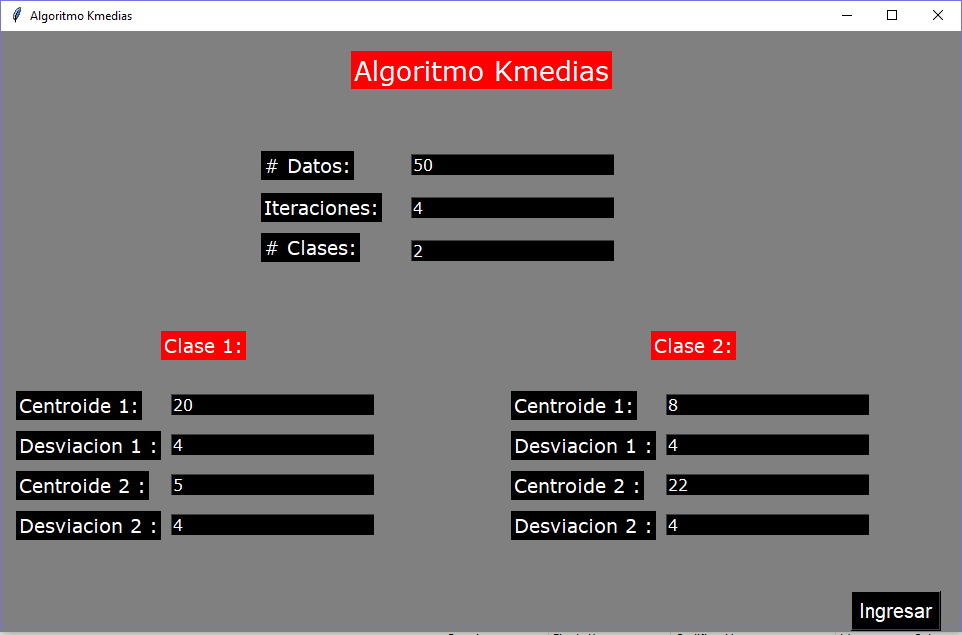 Algoritmo Kmedias
Algoritmo Kmedias
# Datos: 50
Iteraciones: 4
# Clases: 2
Clase 1: Clase 2:
Centroide 1: 20 Centroide 1: 8
Desviacion 1 : 4 Desviacion 1 : 4
Centroide 2 : 5 Centroide 2 : 22
Desviacion 2 : 4 Desviacion 2 : 4
Ingresar